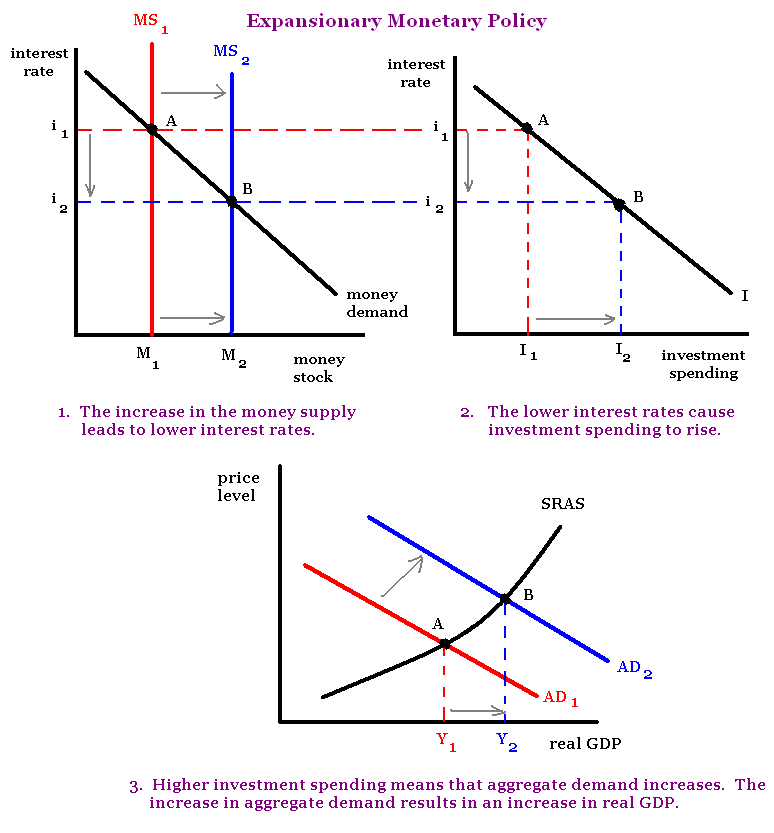 Expansionary Monetary Policy
MS1
MS2
interest
rate
i1
A
i2
B
money
demand
M1
M2
money
stock
interest
rate
i1
A
i2
B
I
I1
I2
investment
spending
1. The increase in the money supply
leads to lower interest rates.
2. The lower interest rates cause
investment spending to rise.
price
level
SRAS
B
A
AD2
AD1
Y1
Y2
real GDP
3. Higher investment spending means that aggregate demand increases. The
increase in aggregate demand results in an increase in real GDP.